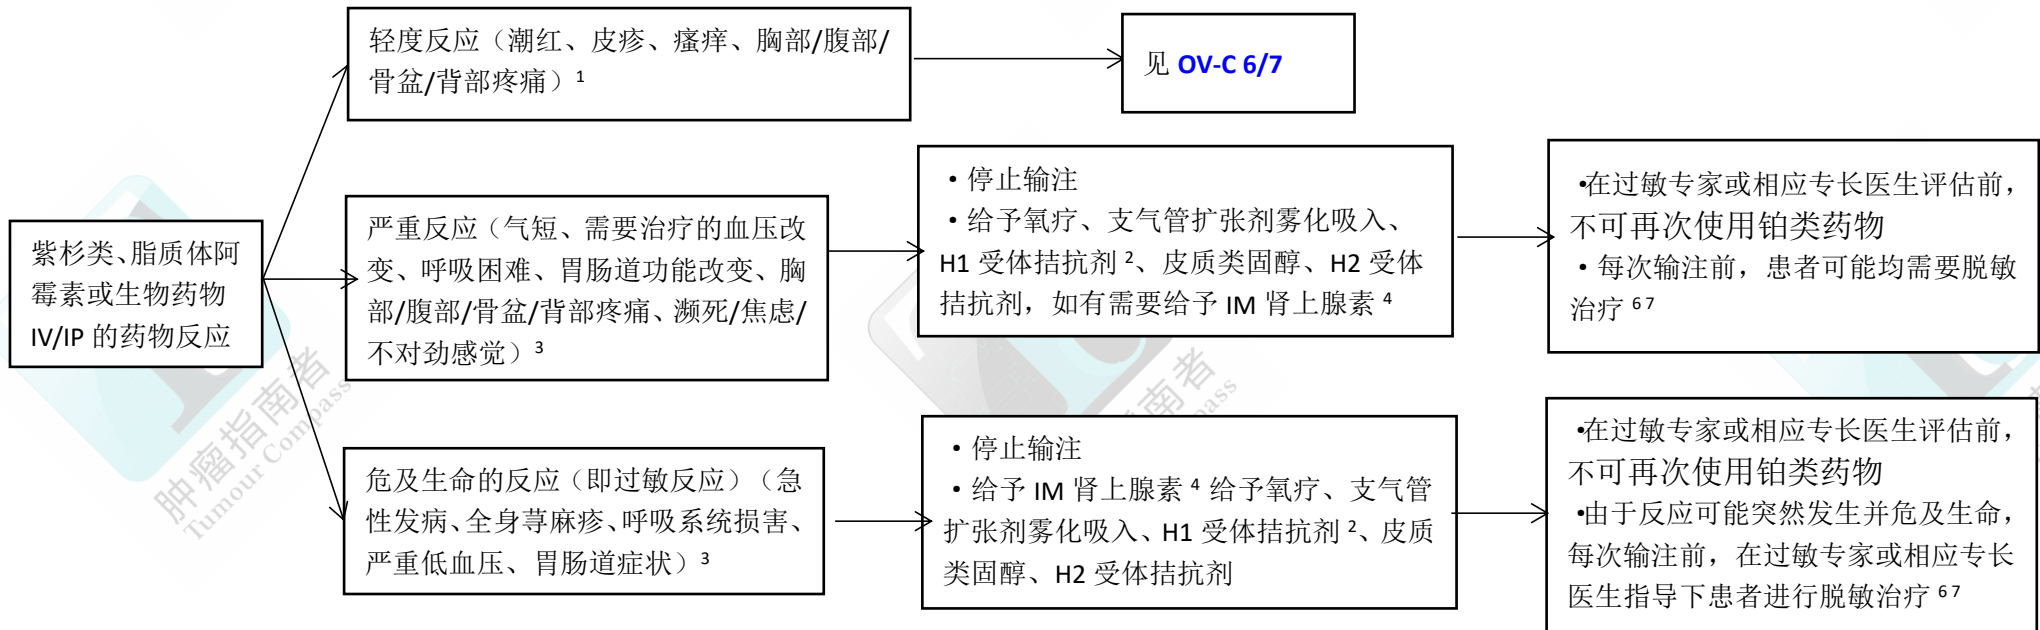 紫杉类、脂质体阿
霉素或生物药物
IV/IP 的药物反应
轻度反应（潮红、皮疹、瘙痒、胸部/腹部/
骨盆/背部疼痛）1
见 OV-C 6/7
严重反应（气短、需要治疗的血压改
变、呼吸困难、胃肠道功能改变、胸
部/腹部/骨盆/背部疼痛、濒死/焦虑/
不对劲感觉）3
·停止输注
·给予氧疗、支气管扩张剂雾化吸入、
H1 受体拮抗剂 2、皮质类固醇、H2 受体
拮抗剂，如有需要给予 IM 肾上腺素 4
·在过敏专家或相应专长医生评估前，
不可再次使用铂类药物
·每次输注前，患者可能均需要脱敏
治疗 6 7
危及生命的反应（即过敏反应）（急
性发病、全身荨麻疹、呼吸系统损害、
严重低血压、胃肠道症状）3
·停止输注
·给予 IM 肾上腺素 4 给予氧疗、支气管
扩张剂雾化吸入、H1 受体拮抗剂 2、皮质
类固醇、H2 受体拮抗剂
·在过敏专家或相应专长医生评估前，
不可再次使用铂类药物
·由于反应可能突然发生并危及生命，
每次输注前，在过敏专家或相应专长
医生指导下患者进行脱敏治疗 6 7
肿瘤指南者
Tumour Compass
指南者
pass